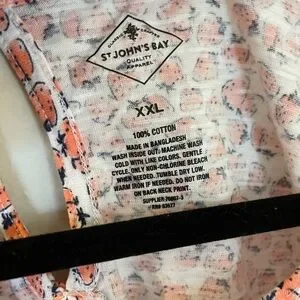 CLASSIC CRAFTED
ST JOHN'S BAY
QUALITY
APPAREL
XXL
100% COTTON
MADE IN BANGLADESH
WASH INSIDE OUT: MACHINE WASH
COLD WITH LIKE COLORS. GENTLE
CYCLE. ONLY NON-CHLORINE BLEACH
WHEN NEEDED. TUMBLE DRY LOW.
WARM IRON IF NEEDED. DO NOT IRON
ON BACK NECK PRINT.